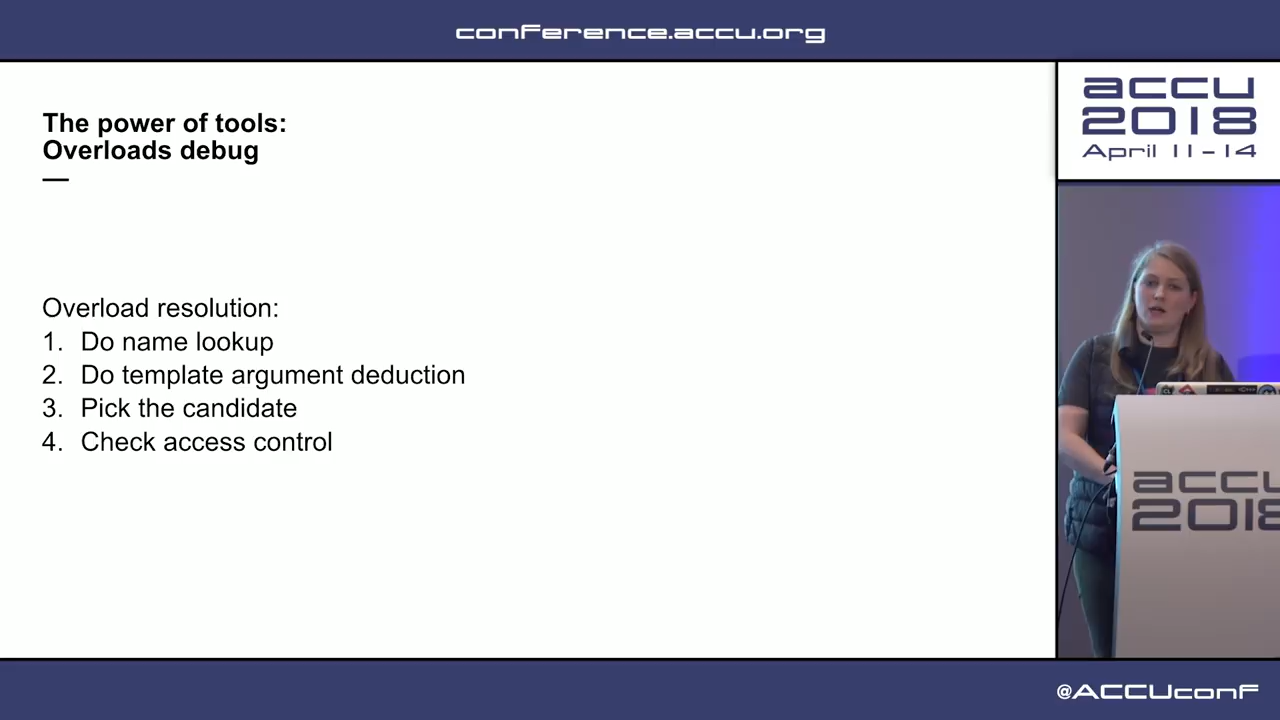 conference.accu.org
accu
2018
April 11-14
The power of tools:
Overloads debug
Overload resolution:
1. Do name lookup
2. Do template argument deduction
3. Pick the candidate
4. Check access control
accu
2018
@ACCUconf